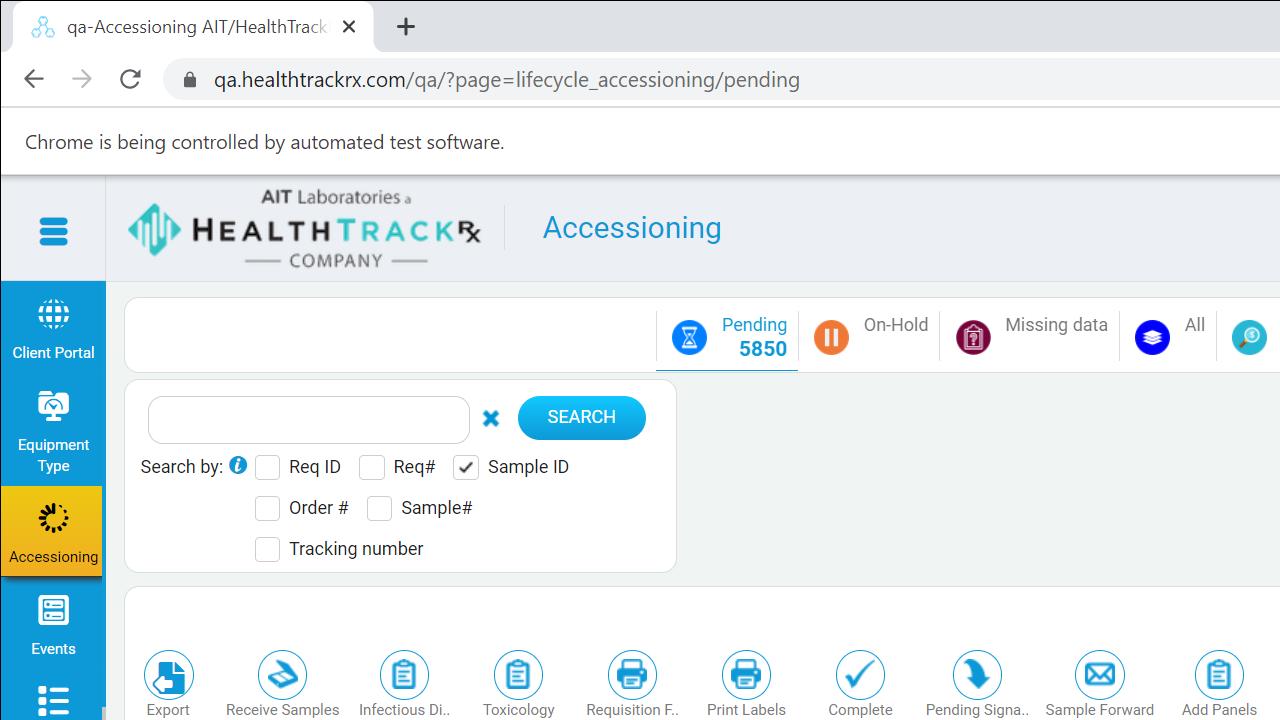 qa-Accessioning AIT/HealthTrack
qa.healthtrackrx.com/qa/?page=lifecycle_accessioning/pending
Chrome is being controlled by automated test software.
AIT Laboratories a
HEALTHTRACKRx
COMPANY
Accessioning
Client Portal
Equipment
Type
Accessioning
Events
Pending
5850
On-Hold
Missing data
All
SEARCH
Search by: i Req ID Req# Sample ID
Order # Sample#
Tracking number
Export Receive Samples Infectious Di.. Toxicology Requisition F.. Print Labels Complete Pending Signa.. Sample Forward Add Panels